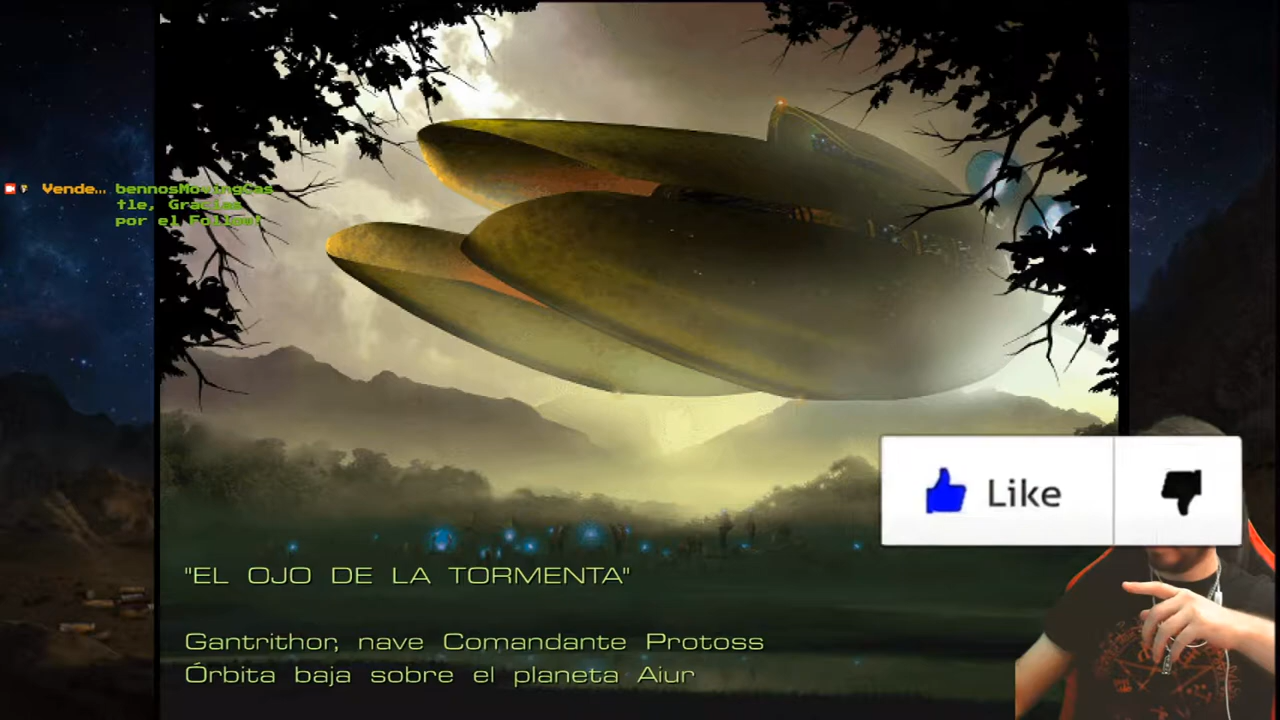 Vende... bennosMovingCas
tle, Gracias
por el Follow!
Like
"EL OJO DE LA TORMENTA"
Gantrithor, nave Comandante Protoss
Órbita baja sobre el planeta Aiur